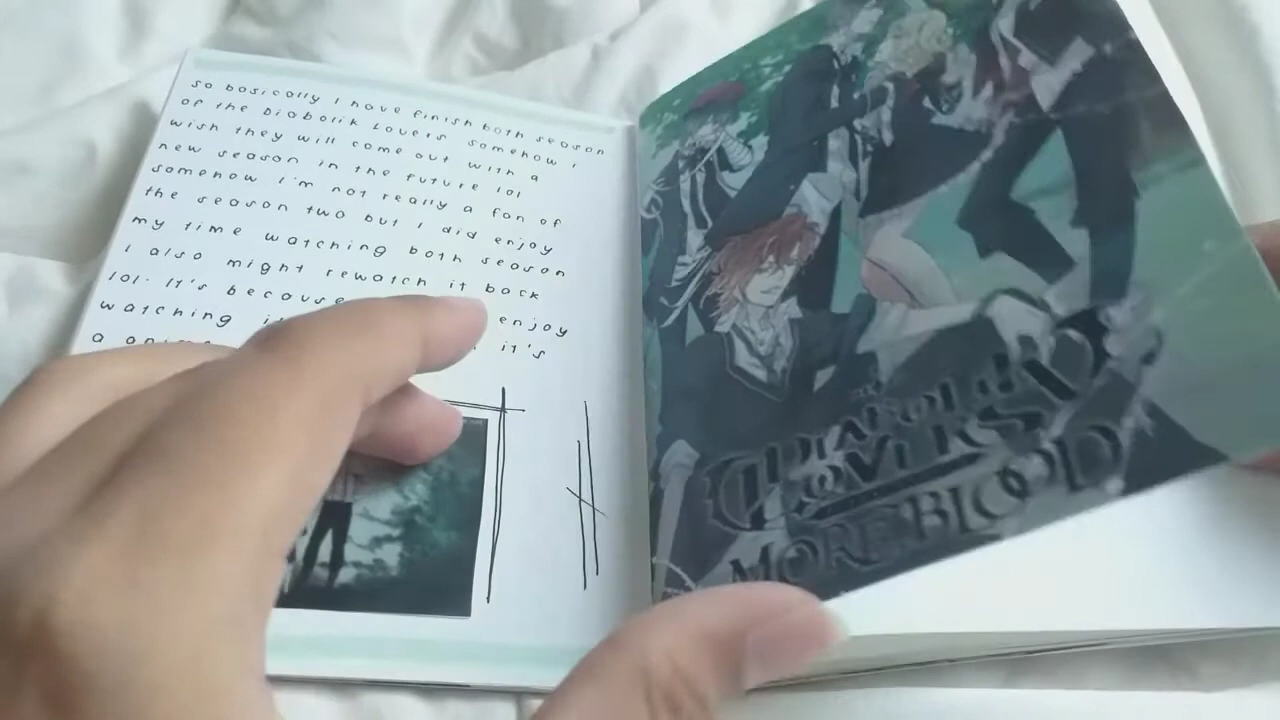 so basically I have finish both season
of the Diabolik Lovers somehow I
wish they will come out with a
new season in the future lol
somehow I'm not really a fan of
the season two but I did enjoy
my time watching both season
I also might rewatch it back
lol. It's because enjoy
watching
a it's
DIABOLIK
LOVERS
MORE, BLOOD